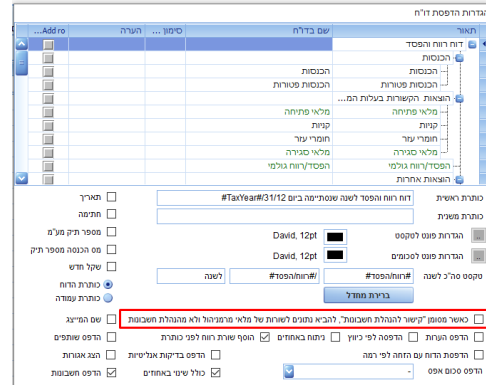 הגדרות הדפסת דו"ח
תאור שם בדו"ח סימון ... הערה Add ro...
דוח רווח והפסד
הכנסות
הכנסות הכנסות
הכנסות פטורות הכנסות פטורות
הוצאות הקשורות בעלות המ...
מלאי פתיחה מלאי פתיחה
קניות קניות
חומרי עזר חומרי עזר
מלאי סגירה מלאי סגירה
הפסד/רווח גולמי הפסד/רווח גולמי
הוצאות אחרות
כותרת ראשית דוח רווח והפסד לשנה שנסתיימה ביום 31/12/#TaxYear# תאריך
כותרת משנית חתימה
הגדרות פונט לטקסט David, 12pt מספר תיק מע"מ
הגדרות פונט לסכומים David, 12pt מס הכנסה מספר תיק
שקל חדש
טקסט סה"כ לשנה #רווח/הפסד# #רווח/הפסד#/ לשנה כותרת הדוח
ברירת מחדל כותרת עמודה
כאשר מסומן "קישור להנהלת חשבונות", להביא נתונים לשורות של מלאי מרמניהול ולא מהנהלת חשבונות שם המייצג
הדפס הערות הדפסה לפי כיווץ ניתוח באחוזים הוסף שורת רווח לפני כותרת הדפס שותפים
הדפסת הדוח עם הזחה לפי רמה הדפס בדיקות אנליטיות הצג אגורות
הדפס סכום אפס - כולל שינוי באחוזים הדפס חשבונות